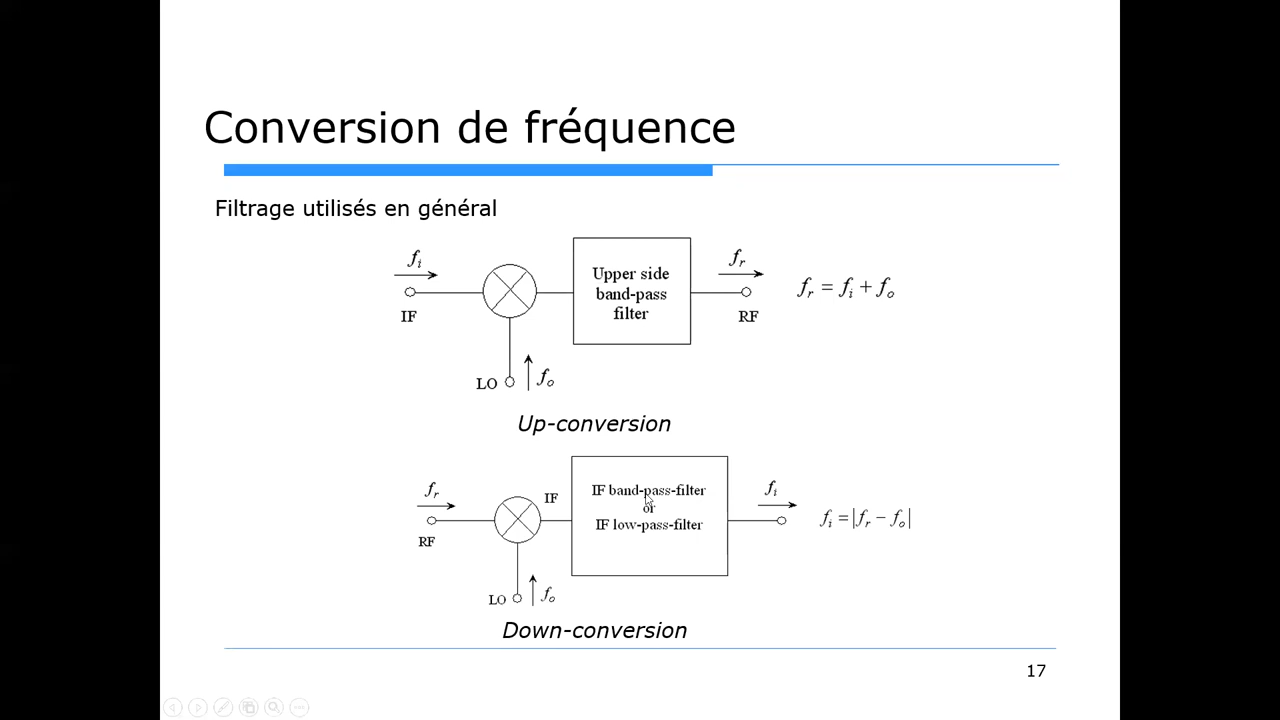 Conversion de fréquence
Filtrage utilisés en général
fi
IF
Upper side
band-pass
filter
fr
RF
fr = fi + fo
LO
fo
Up-conversion
fr
RF
IF
IF band-pass-filter
or
IF low-pass-filter
fi
fi = |fr − fo|
LO
fo
Down-conversion
17